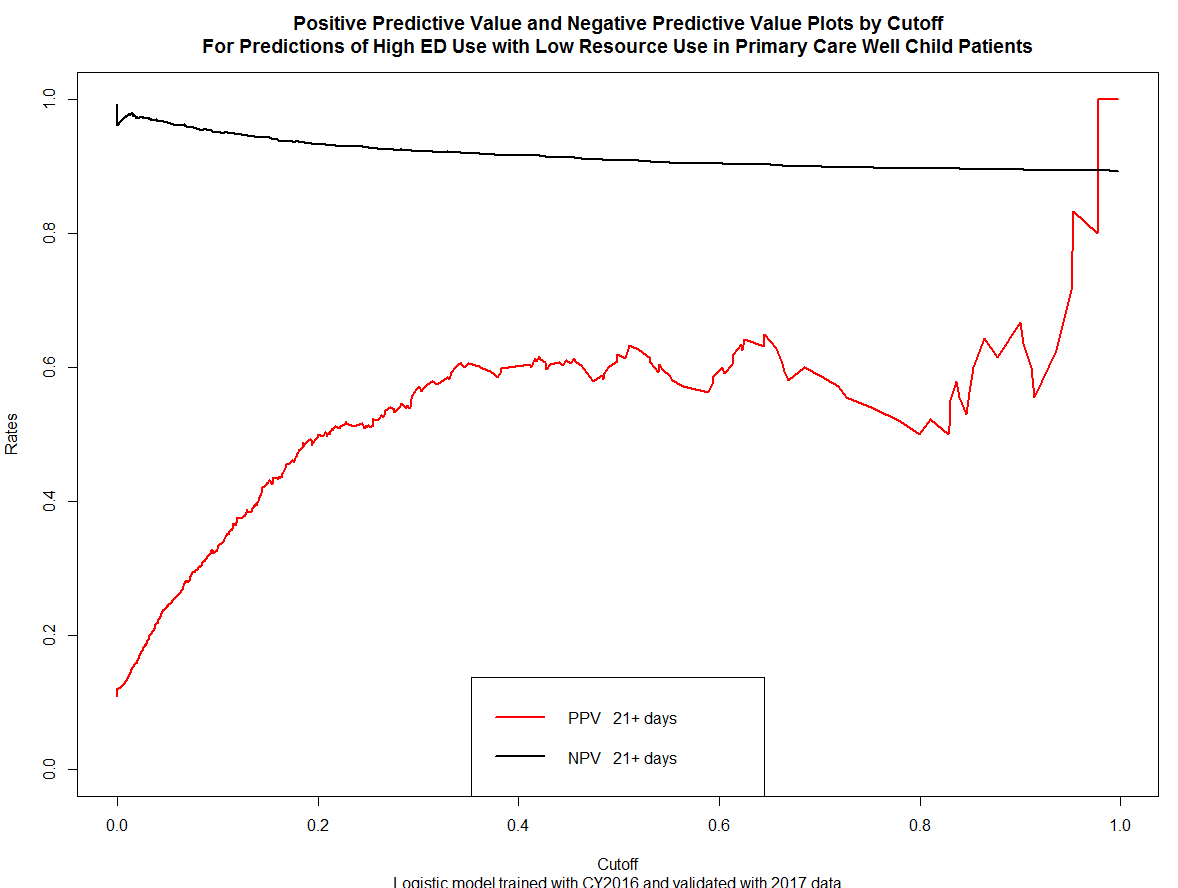 Positive Predictive Value and Negative Predictive Value Plots by Cutoff
For Predictions of High ED Use with Low Resource Use in Primary Care Well Child Patients
1.0
0.8
0.6
0.4
0.2
0.0
Rates
PPV 21+ days
NPV 21+ days
0.0 0.2 0.4 0.6 0.8 1.0
Cutoff
Logistic model trained with CY2016 and validated with 2017 data